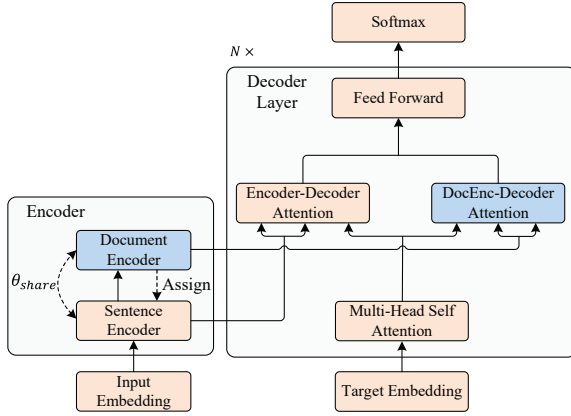 Softmax
N ×
Decoder
Layer
Feed Forward
Encoder-Decoder
Attention
DocEnc-Decoder
Attention
Encoder
Document
Encoder
θshare
Assign
Sentence
Encoder
Multi-Head Self
Attention
Input
Embedding
Target Embedding